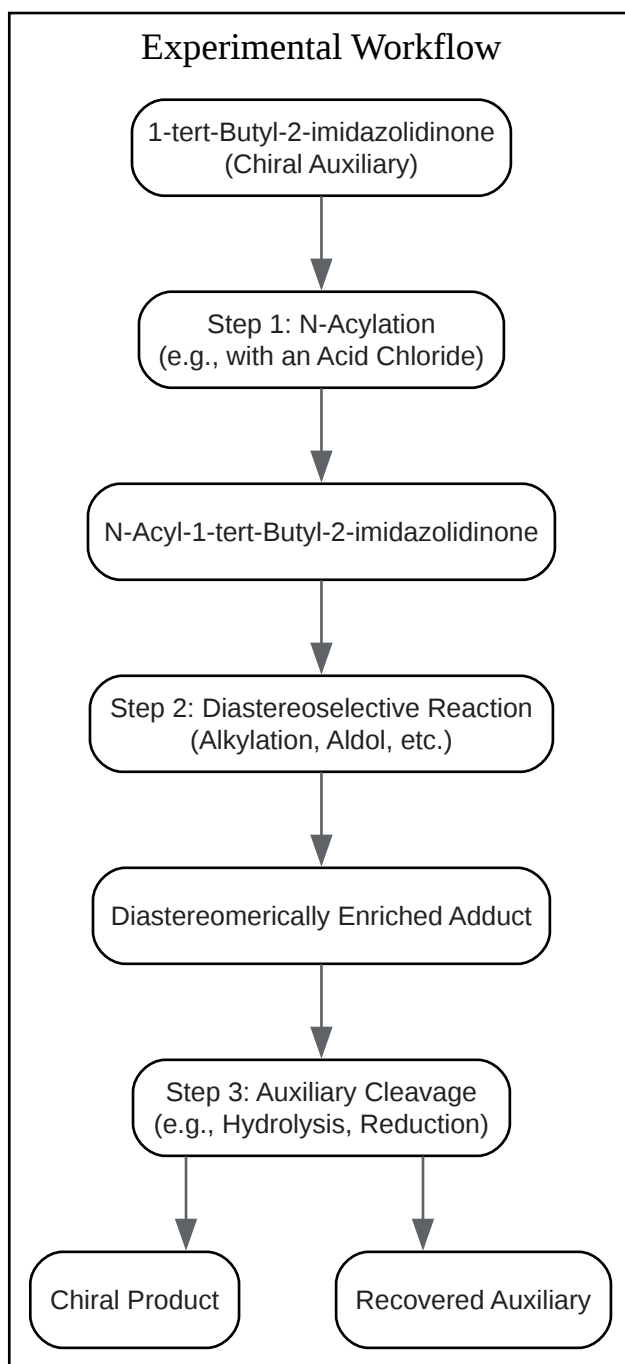 Experimental Workflow
1-tert-Butyl-2-imidazolidinone
(Chiral Auxiliary)
Step 1: N-Acylation
(e.g., with an Acid Chloride)
N-Acyl-1-tert-Butyl-2-imidazolidinone
Step 2: Diastereoselective Reaction
(Alkylation, Aldol, etc.)
Diastereomerically Enriched Adduct
Step 3: Auxiliary Cleavage
(e.g., Hydrolysis, Reduction)
Chiral Product
Recovered Auxiliary